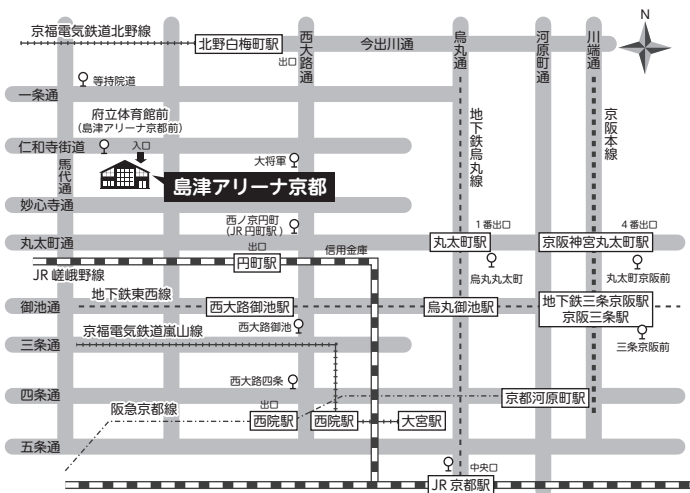 京福電気鉄道北野線
北野白梅町駅
出口
西大路通
今出川通
烏丸通
河原町通
川端通
N
等持院道
一条通
府立体育館前
(島津アリーナ京都前)
仁和寺街道
入口
馬代通
大将軍
島津アリーナ京都
地下鉄烏丸線
京阪本線
妙心寺通
西ノ京円町
(JR円町駅)
丸太町通
1番出口
丸太町駅
4番出口
京阪神宮丸太町駅
出口
円町駅
信用金庫
烏丸丸太町
丸太町京阪前
JR嵯峨野線
地下鉄東西線
御池通
西大路御池駅
烏丸御池駅
地下鉄三条京阪駅
京阪三条駅
京福電気鉄道嵐山線
西大路御池
三条京阪前
三条通
西大路四条
四条通
京都河原町駅
阪急京都線
出口
西院駅
西院駅
大宮駅
五条通
中央口
JR京都駅